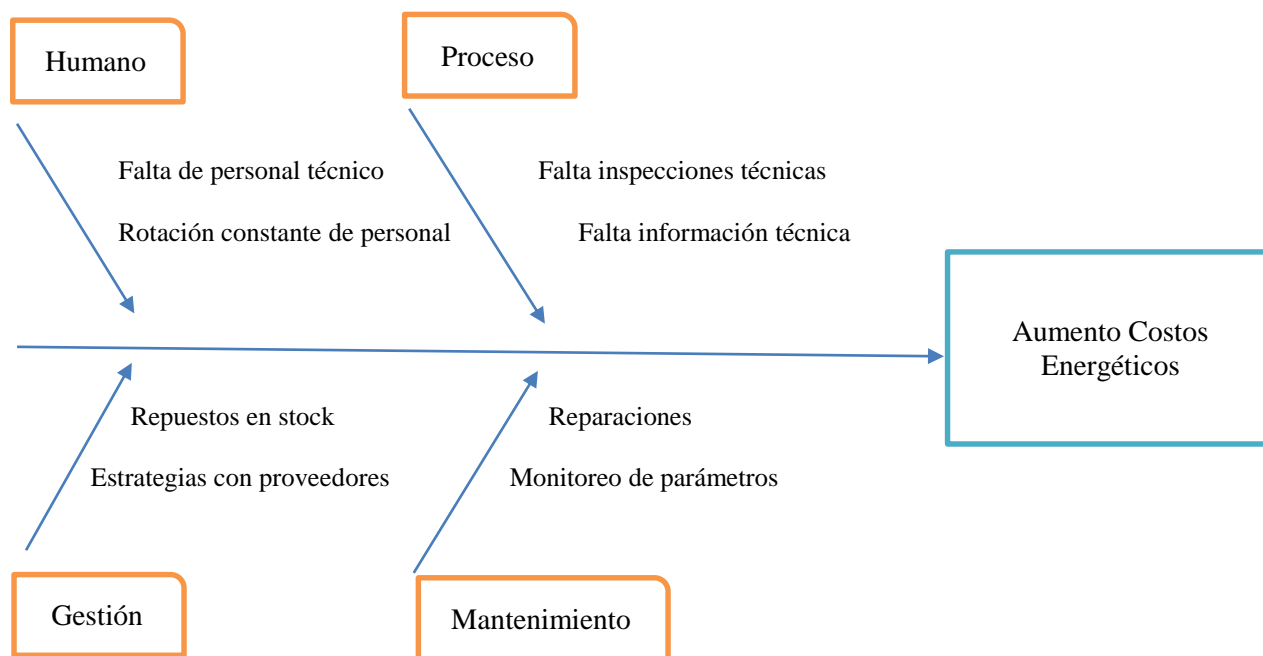 Humano
Proceso
Falta de personal técnico
Falta inspecciones técnicas
Rotación constante de personal
Falta información técnica
Aumento Costos
Energéticos
Repuestos en stock
Reparaciones
Estrategias con proveedores
Monitoreo de parámetros
Gestión
Mantenimiento